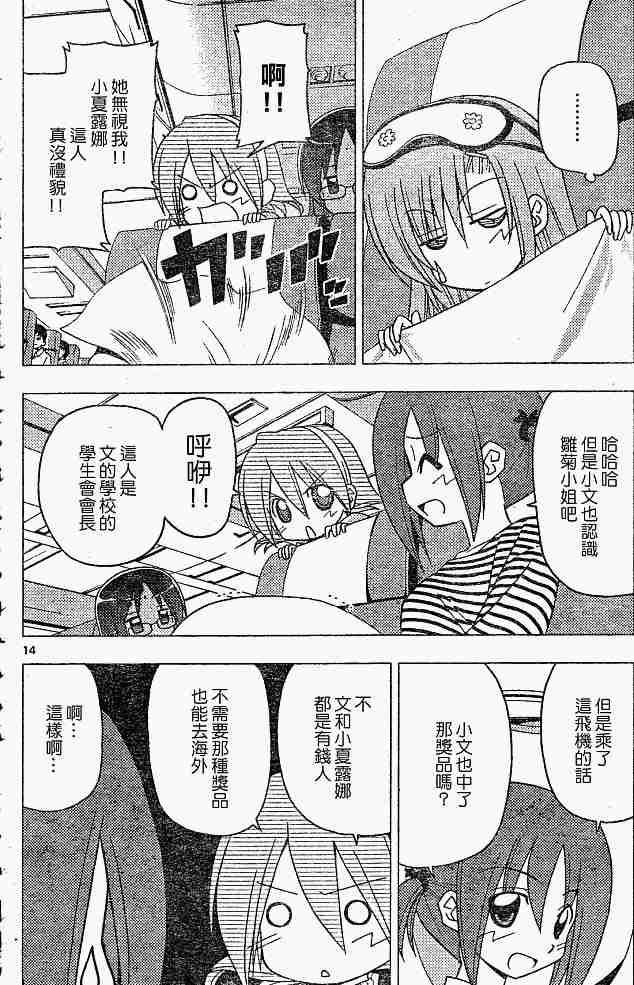 ………
啊!!
她無視我!!
小夏露娜
這人
真沒禮貌!!
ガバッ
哈哈哈
但是小文也認識
雛菊小姐吧
呼咿!!
這人是
文的學校的
學生會會長
14
但是乘了
這飛機的話
小文也中了
那獎品嗎?
不
文和小夏露娜
都是有錢人
不需要那種獎品
也能去海外
啊…
這樣啊…